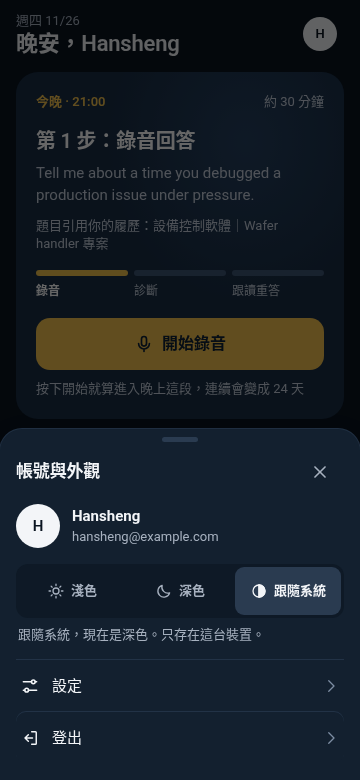 週四 11/26
晚安，Hansheng
H
今晚 · 21:00
約 30 分鐘
第 1 步：錄音回答
Tell me about a time you debugged a
production issue under pressure.
題目引用你的履歷：設備控制軟體｜Wafer
handler 專案
錄音
診斷
跟讀重答
開始錄音
按下開始就算進入晚上這段，連續會變成 24 天
帳號與外觀
H
Hansheng
hansheng@example.com
淺色
深色
跟隨系統
跟隨系統，現在是深色。只存在這台裝置。
設定
登出